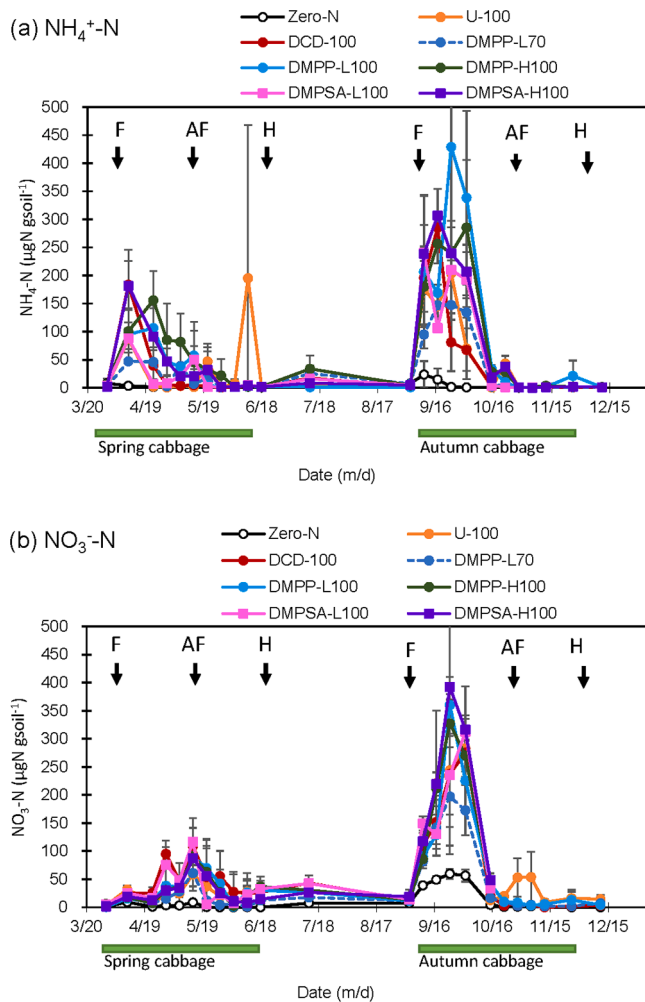 (a) NH₄⁺-N
Zero-N U-100
DCD-100 DMPP-L70
DMPP-L100 DMPP-H100
DMPSA-L100 DMPSA-H100
F AF H F AF H
500
450
400
350
300
250
200
150
100
50
0
NH₄-N (µgN gsoil⁻¹)
3/20 4/19 5/19 6/18 7/18 8/17 9/16 10/16 11/15 12/15
Spring cabbage Autumn cabbage
Date (m/d)
(b) NO₃⁻-N
Zero-N U-100
DCD-100 DMPP-L70
DMPP-L100 DMPP-H100
DMPSA-L100 DMPSA-H100
F AF H F AF H
500
450
400
350
300
250
200
150
100
50
0
NO₃-N (µgN gsoil⁻¹)
3/20 4/19 5/19 6/18 7/18 8/17 9/16 10/16 11/15 12/15
Spring cabbage Autumn cabbage
Date (m/d)